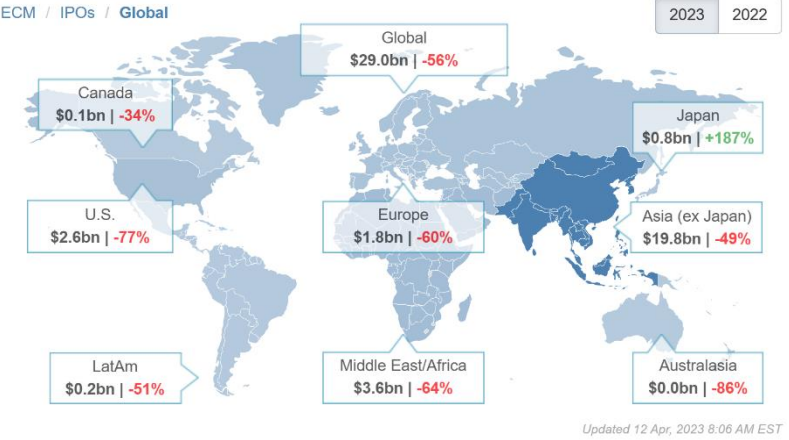 ECM / IPOs / Global
2023 2022
Global
$29.0bn | -56%
Canada
$0.1bn | -34%
Japan
$0.8bn | +187%
U.S.
$2.6bn | -77%
Europe
$1.8bn | -60%
Asia (ex Japan)
$19.8bn | -49%
LatAm
$0.2bn | -51%
Middle East/Africa
$3.6bn | -64%
Australasia
$0.0bn | -86%
Updated 12 Apr, 2023 8:06 AM EST